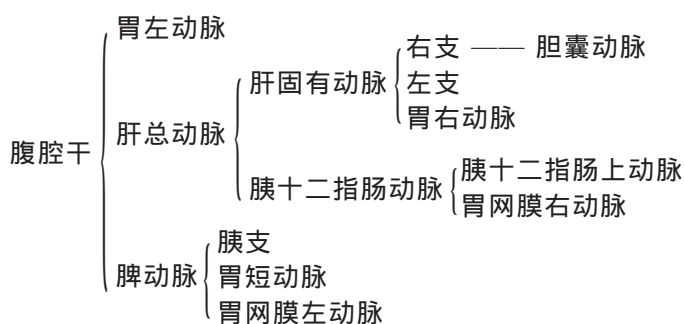 腹腔干
胃左动脉
肝总动脉
肝固有动脉
右支 —— 胆囊动脉
左支
胃右动脉
胰十二指肠动脉
胰十二指肠上动脉
胃网膜右动脉
脾动脉
胰支
胃短动脉
胃网膜左动脉